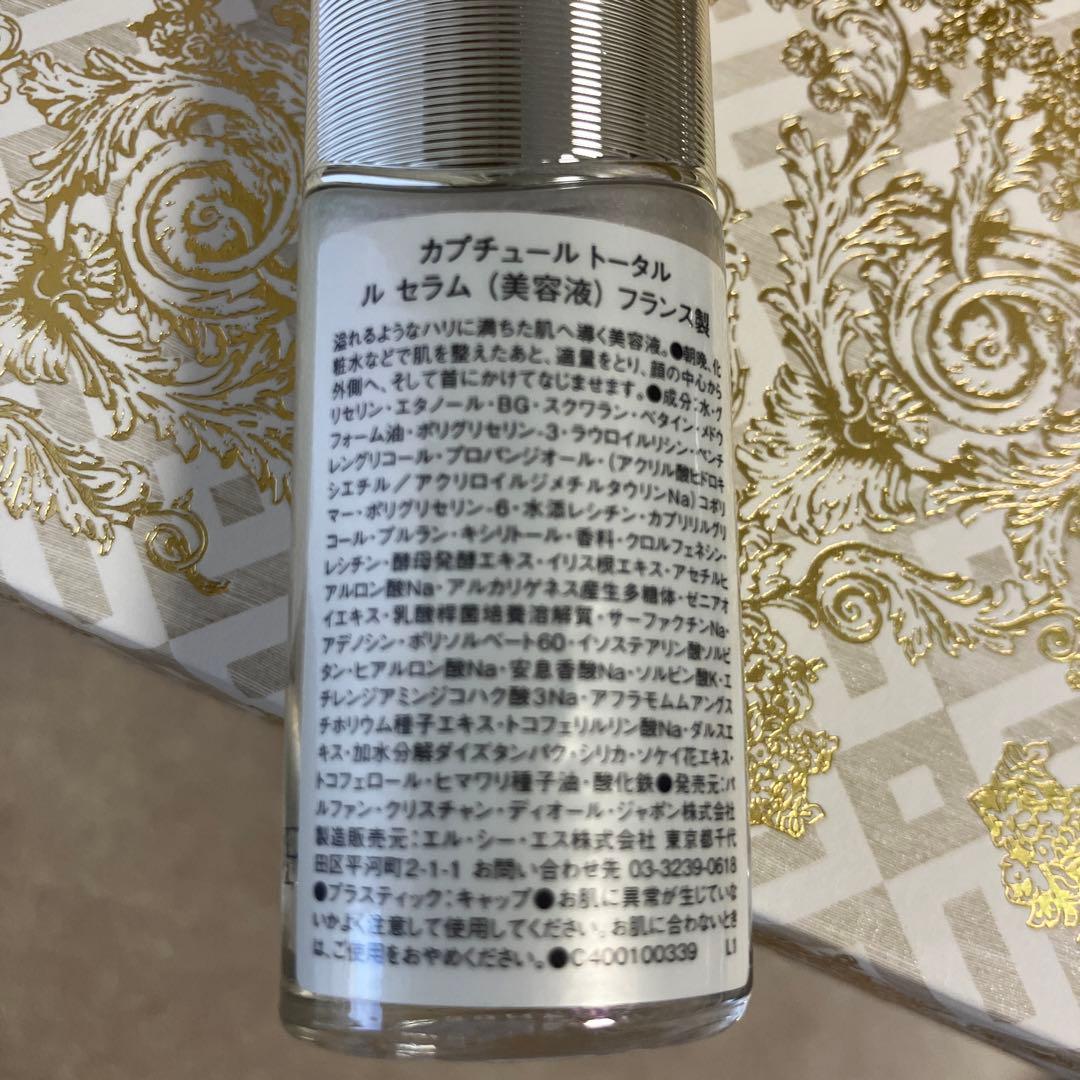 カプチュール トータル
ル セラム（美容液）フランス製
溢れるようなハリに満ちた肌へ導く美容液。●朝晩、化
粧水などで肌を整えたあと、適量をとり、顔の中心から
外側へ、そして首にかけてなじませます。●成分:水・グ
リセリン・エタノール・BG・スクワラン・ベタイン・メドウ
フォーム油・ポリグリセリン-3・ラウロイルリシン・ペンチ
レングリコール・プロパンジオール・(アクリル酸ヒドロキ
シエチル／アクリロイルジメチルタウリンNa)コポリ
マー・ポリグリセリン-6・水添レシチン・カプリリルグリ
コール・プルラン・キシリトール・香料・クロルフェネシン・
レシチン・酵母発酵エキス・イリス根エキス・アセチルヒ
アルロン酸Na・アルカリゲネス産生多糖体・ゼニアオ
イエキス・乳酸桿菌培養溶解質・サーファクチンNa・
アデノシン・ポリソルベート60・イソステアリン酸ソルビ
タン・ヒアルロン酸Na・安息香酸Na・ソルビン酸K・エ
チレンジアミンジコハク酸3Na・アフラモムムアングス
チホリウム種子エキス・トコフェリルリン酸Na・ダルスエ
キス・加水分解ダイズタンパク・シリカ・ソケイ花エキス・
トコフェロール・ヒマワリ種子油・酸化鉄●発売元:パ
ルファン・クリスチャン・ディオール・ジャポン株式会社
製造販売元:エル・シー・エス株式会社 東京都千代
田区平河町2-1-1 お問い合わせ先 03-3239-0618
●プラスティック:キャップ●お肌に異常が生じていな
いかよく注意して使用してください。お肌に合わないとき
は、ご使用をおやめください。●C400100339 L1